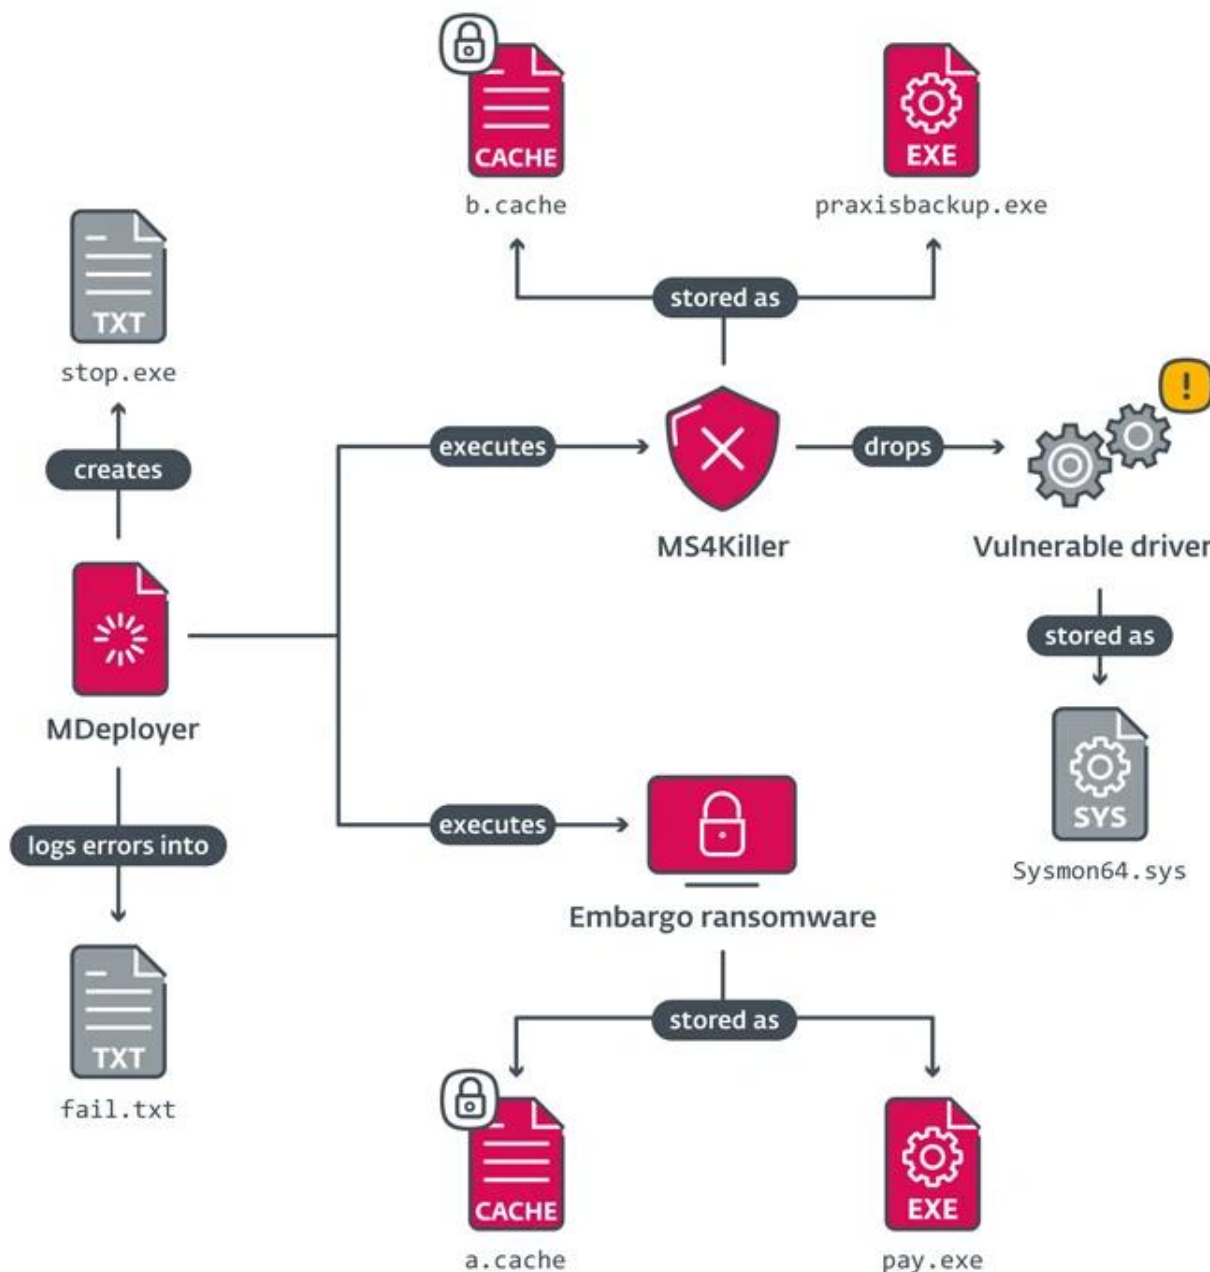 CACHE
b.cache
EXE
praxisbackup.exe
stored as
TXT
stop.exe
creates
executes
MS4Killer
drops
Vulnerable driver
stored as
SYS
Sysmon64.sys
MDeployer
logs errors into
TXT
fail.txt
executes
Embargo ransomware
stored as
CACHE
a.cache
EXE
pay.exe